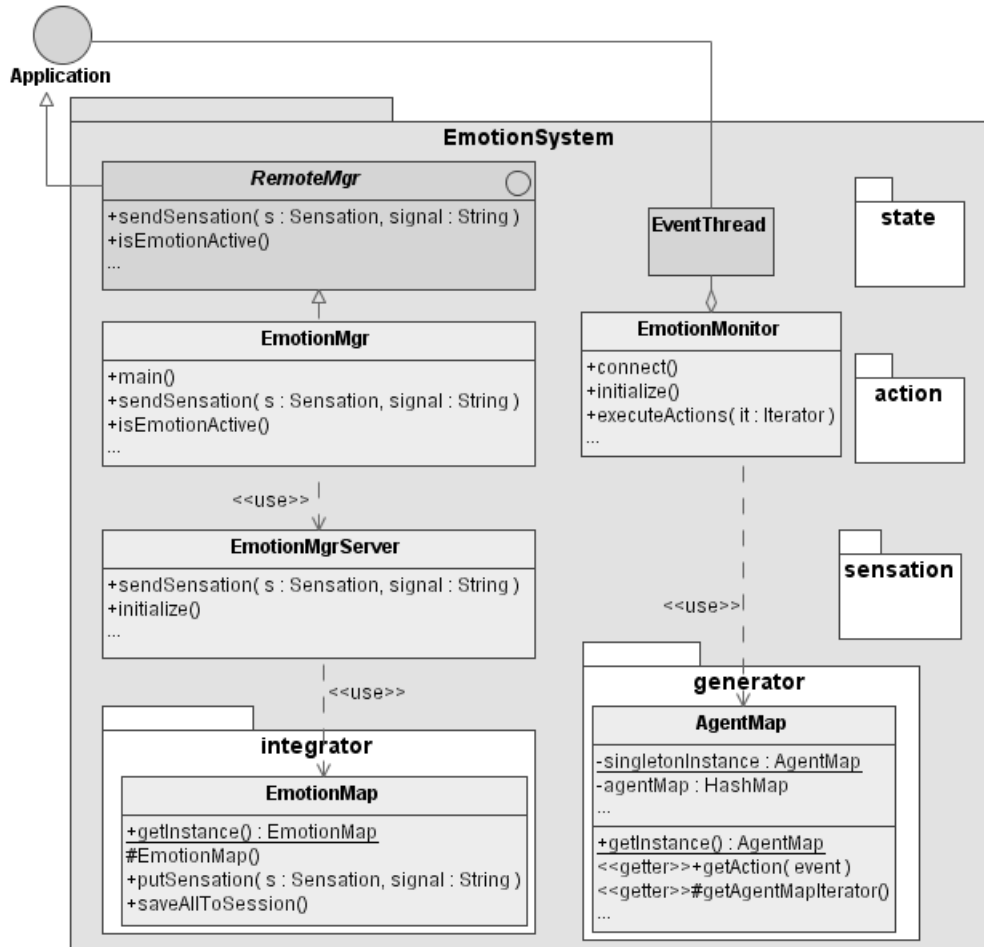 Application
EmotionSystem
RemoteMgr
+sendSensation( s : Sensation, signal : String )
+isEmotionActive()
...
EmotionMgr
+main()
+sendSensation( s : Sensation, signal : String )
+isEmotionActive()
...
<<use>>
EmotionMgrServer
+sendSensation( s : Sensation, signal : String )
+initialize()
...
<<use>>
integrator
EmotionMap
+getInstance() : EmotionMap
#EmotionMap()
+putSensation( s : Sensation, signal : String )
+saveAllToSession()
EventThread
EmotionMonitor
+connect()
+initialize()
+executeActions( it : Iterator )
...
<<use>>
generator
AgentMap
-singletonInstance : AgentMap
-agentMap : HashMap
...
+getInstance() : AgentMap
<<getter>>+getAction( event )
<<getter>>#getAgentMapIterator()
...
state
action
sensation